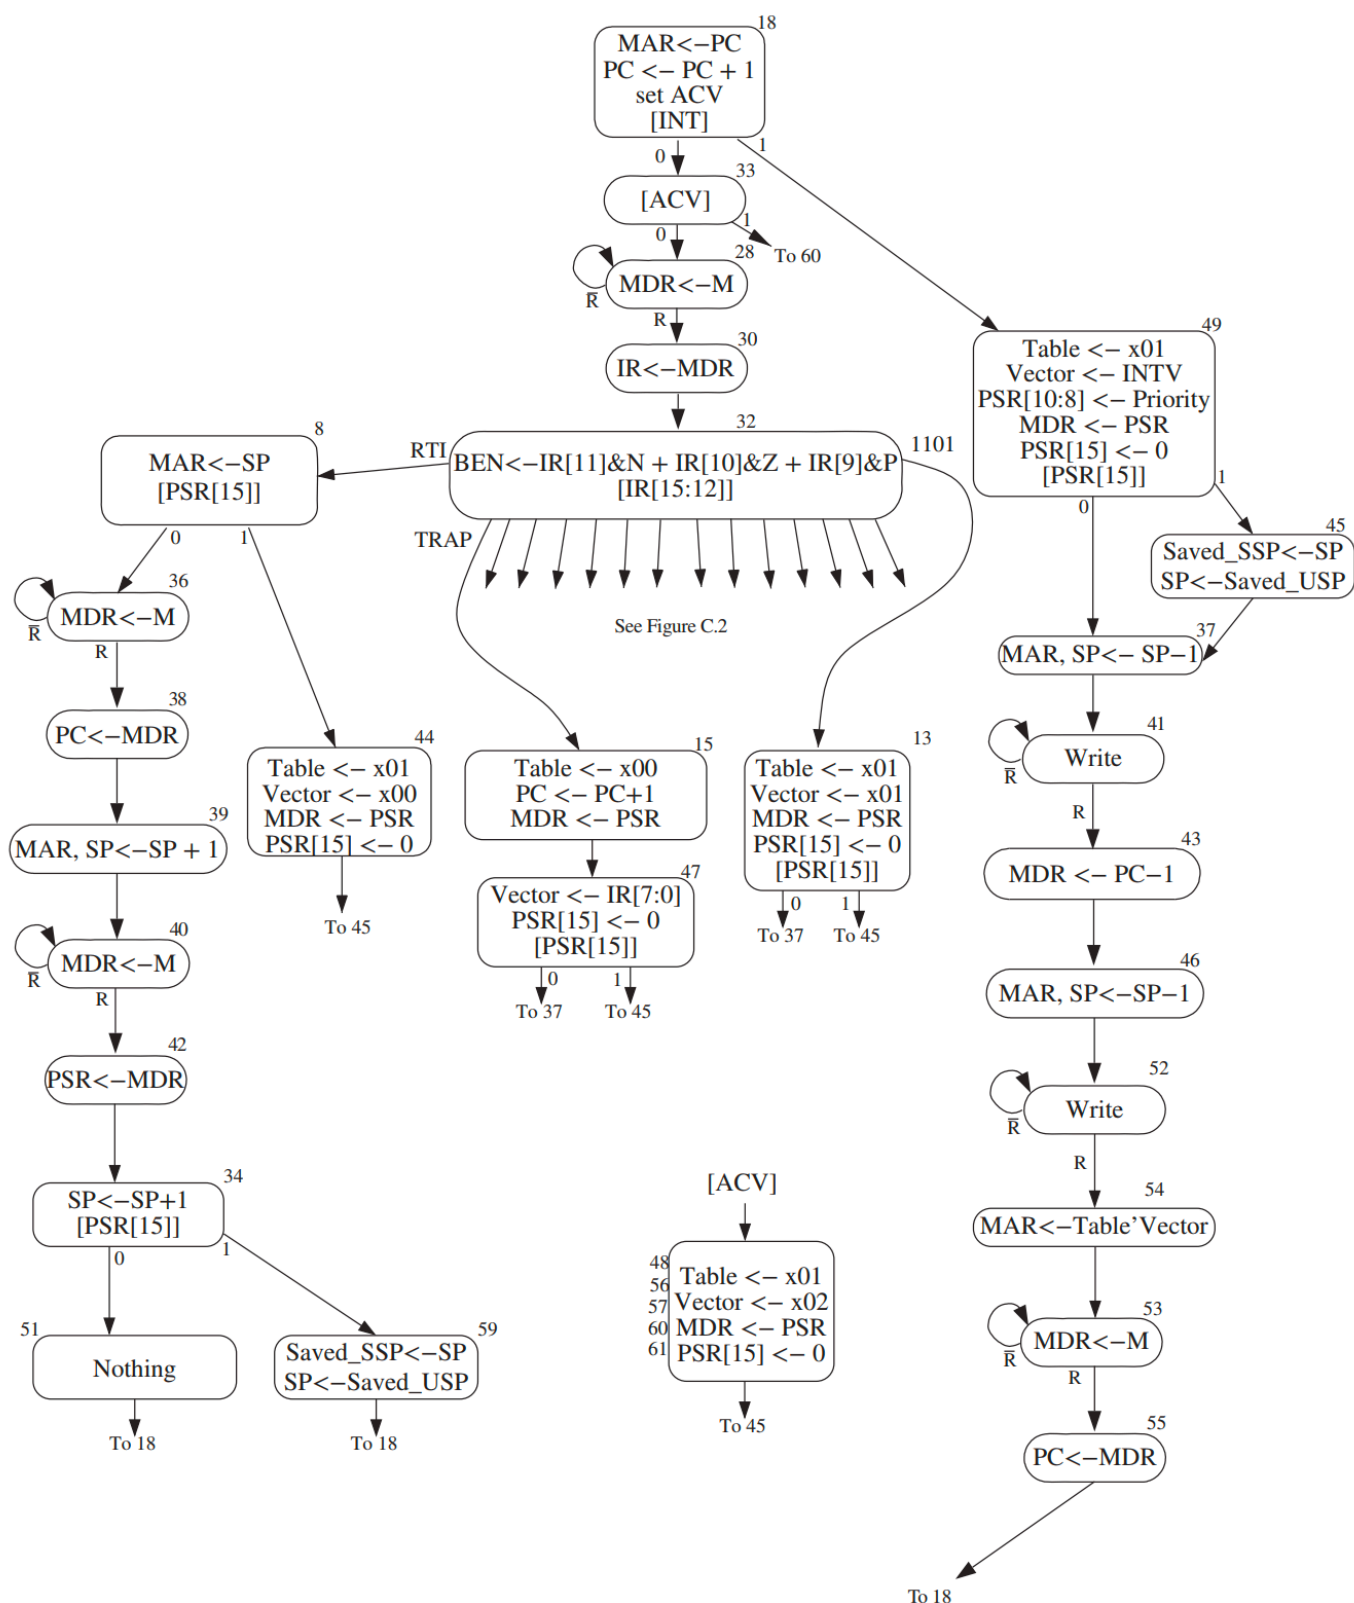 18
MAR<–PC
PC <– PC + 1
set ACV
[INT]
0
1
33
[ACV]
0
1
To 60
28
MDR<–M
R̅
R
30
IR<–MDR
32
BEN<–IR[11]&N + IR[10]&Z + IR[9]&P
[IR[15:12]]
RTI
TRAP
1101
See Figure C.2
8
MAR<–SP
[PSR[15]]
0
1
36
MDR<–M
R̅
R
38
PC<–MDR
39
MAR, SP<–SP + 1
40
MDR<–M
R̅
R
42
PSR<–MDR
34
SP<–SP+1
[PSR[15]]
0
1
51
Nothing
To 18
59
Saved_SSP<–SP
SP<–Saved_USP
To 18
44
Table <– x01
Vector <– x00
MDR <– PSR
PSR[15] <– 0
To 45
15
Table <– x00
PC <– PC+1
MDR <– PSR
47
Vector <– IR[7:0]
PSR[15] <– 0
[PSR[15]]
0
1
To 37
To 45
13
Table <– x01
Vector <– x01
MDR <– PSR
PSR[15] <– 0
[PSR[15]]
0
1
To 37
To 45
[ACV]
48
56
57
60
61
Table <– x01
Vector <– x02
MDR <– PSR
PSR[15] <– 0
To 45
49
Table <– x01
Vector <– INTV
PSR[10:8] <– Priority
MDR <– PSR
PSR[15] <– 0
[PSR[15]]
0
1
45
Saved_SSP<–SP
SP<–Saved_USP
37
MAR, SP<– SP–1
41
Write
R̅
R
43
MDR <– PC–1
46
MAR, SP<–SP–1
52
Write
R̅
R
54
MAR<–Table’Vector
53
MDR<–M
R̅
R
55
PC<–MDR
To 18